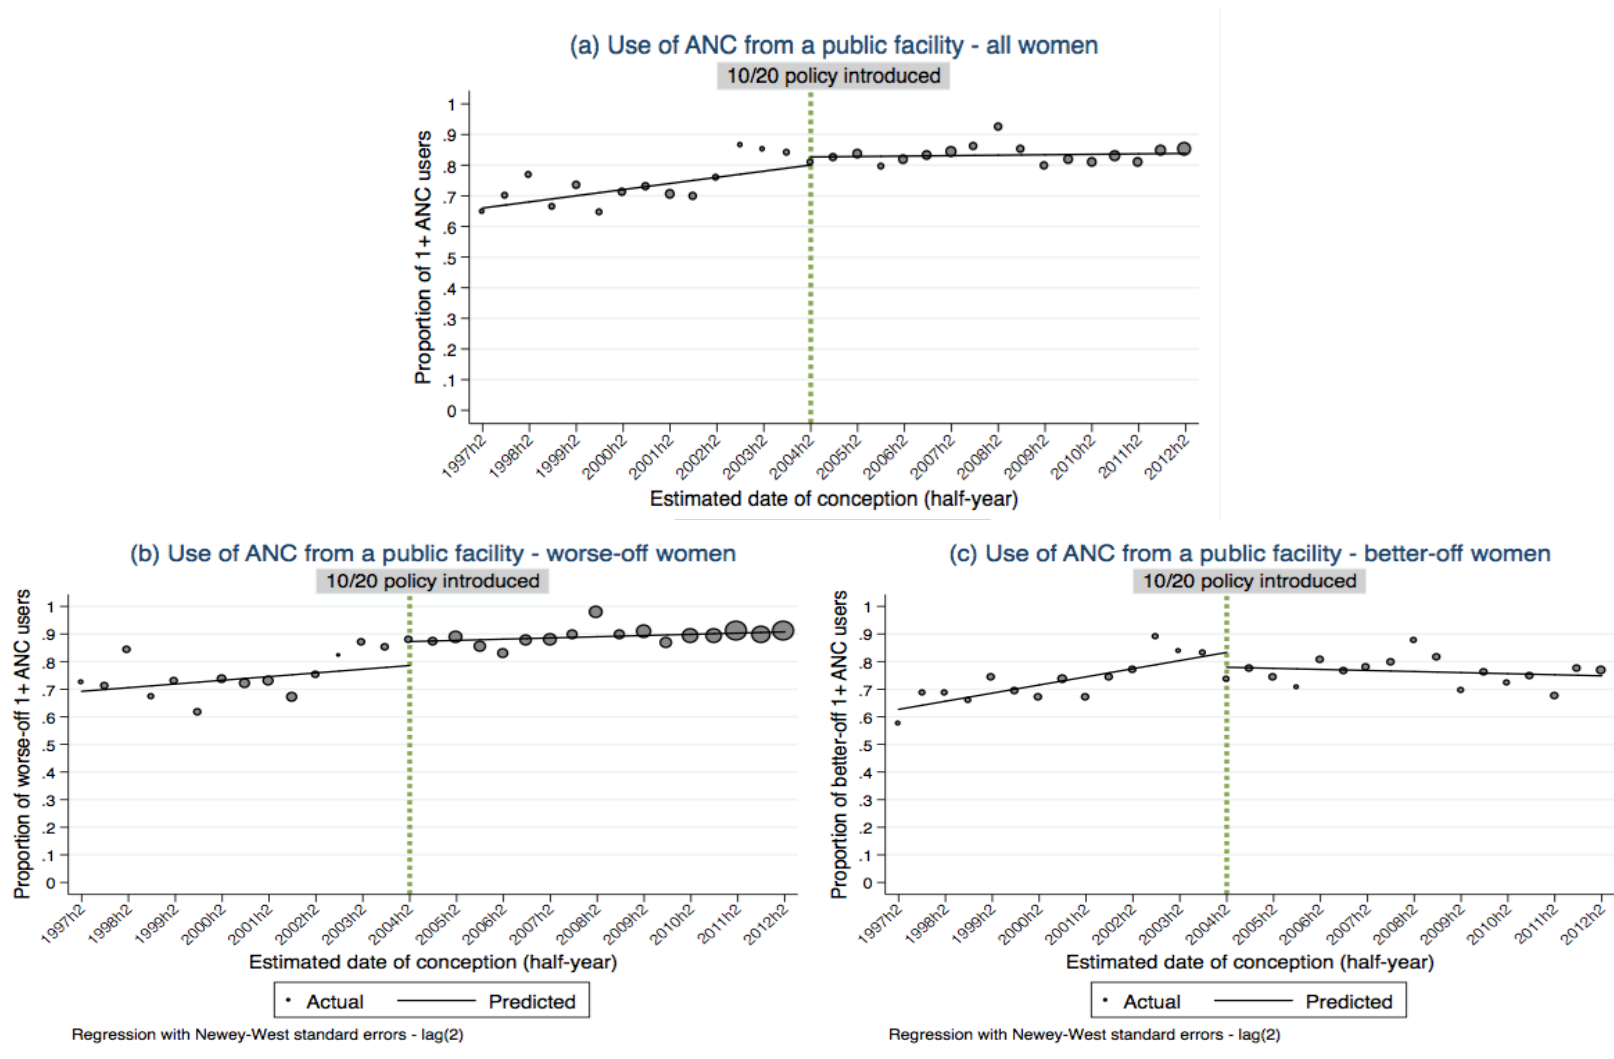 (a) Use of ANC from a public facility - all women
10/20 policy introduced
Proportion of 1+ ANC users
1
.9
.8
.7
.6
.5
.4
.3
.2
.1
0
1997h2
1998h2
1999h2
2000h2
2001h2
2002h2
2003h2
2004h2
2005h2
2006h2
2007h2
2008h2
2009h2
2010h2
2011h2
2012h2
Estimated date of conception (half-year)
(b) Use of ANC from a public facility - worse-off women
10/20 policy introduced
Proportion of worse-off 1+ ANC users
1
.9
.8
.7
.6
.5
.4
.3
.2
.1
0
1997h2
1998h2
1999h2
2000h2
2001h2
2002h2
2003h2
2004h2
2005h2
2006h2
2007h2
2008h2
2009h2
2010h2
2011h2
2012h2
Estimated date of conception (half-year)
Actual Predicted
Regression with Newey-West standard errors - lag(2)
(c) Use of ANC from a public facility - better-off women
10/20 policy introduced
Proportion of better-off 1+ ANC users
1
.9
.8
.7
.6
.5
.4
.3
.2
.1
0
1997h2
1998h2
1999h2
2000h2
2001h2
2002h2
2003h2
2004h2
2005h2
2006h2
2007h2
2008h2
2009h2
2010h2
2011h2
2012h2
Estimated date of conception (half-year)
Actual Predicted
Regression with Newey-West standard errors - lag(2)